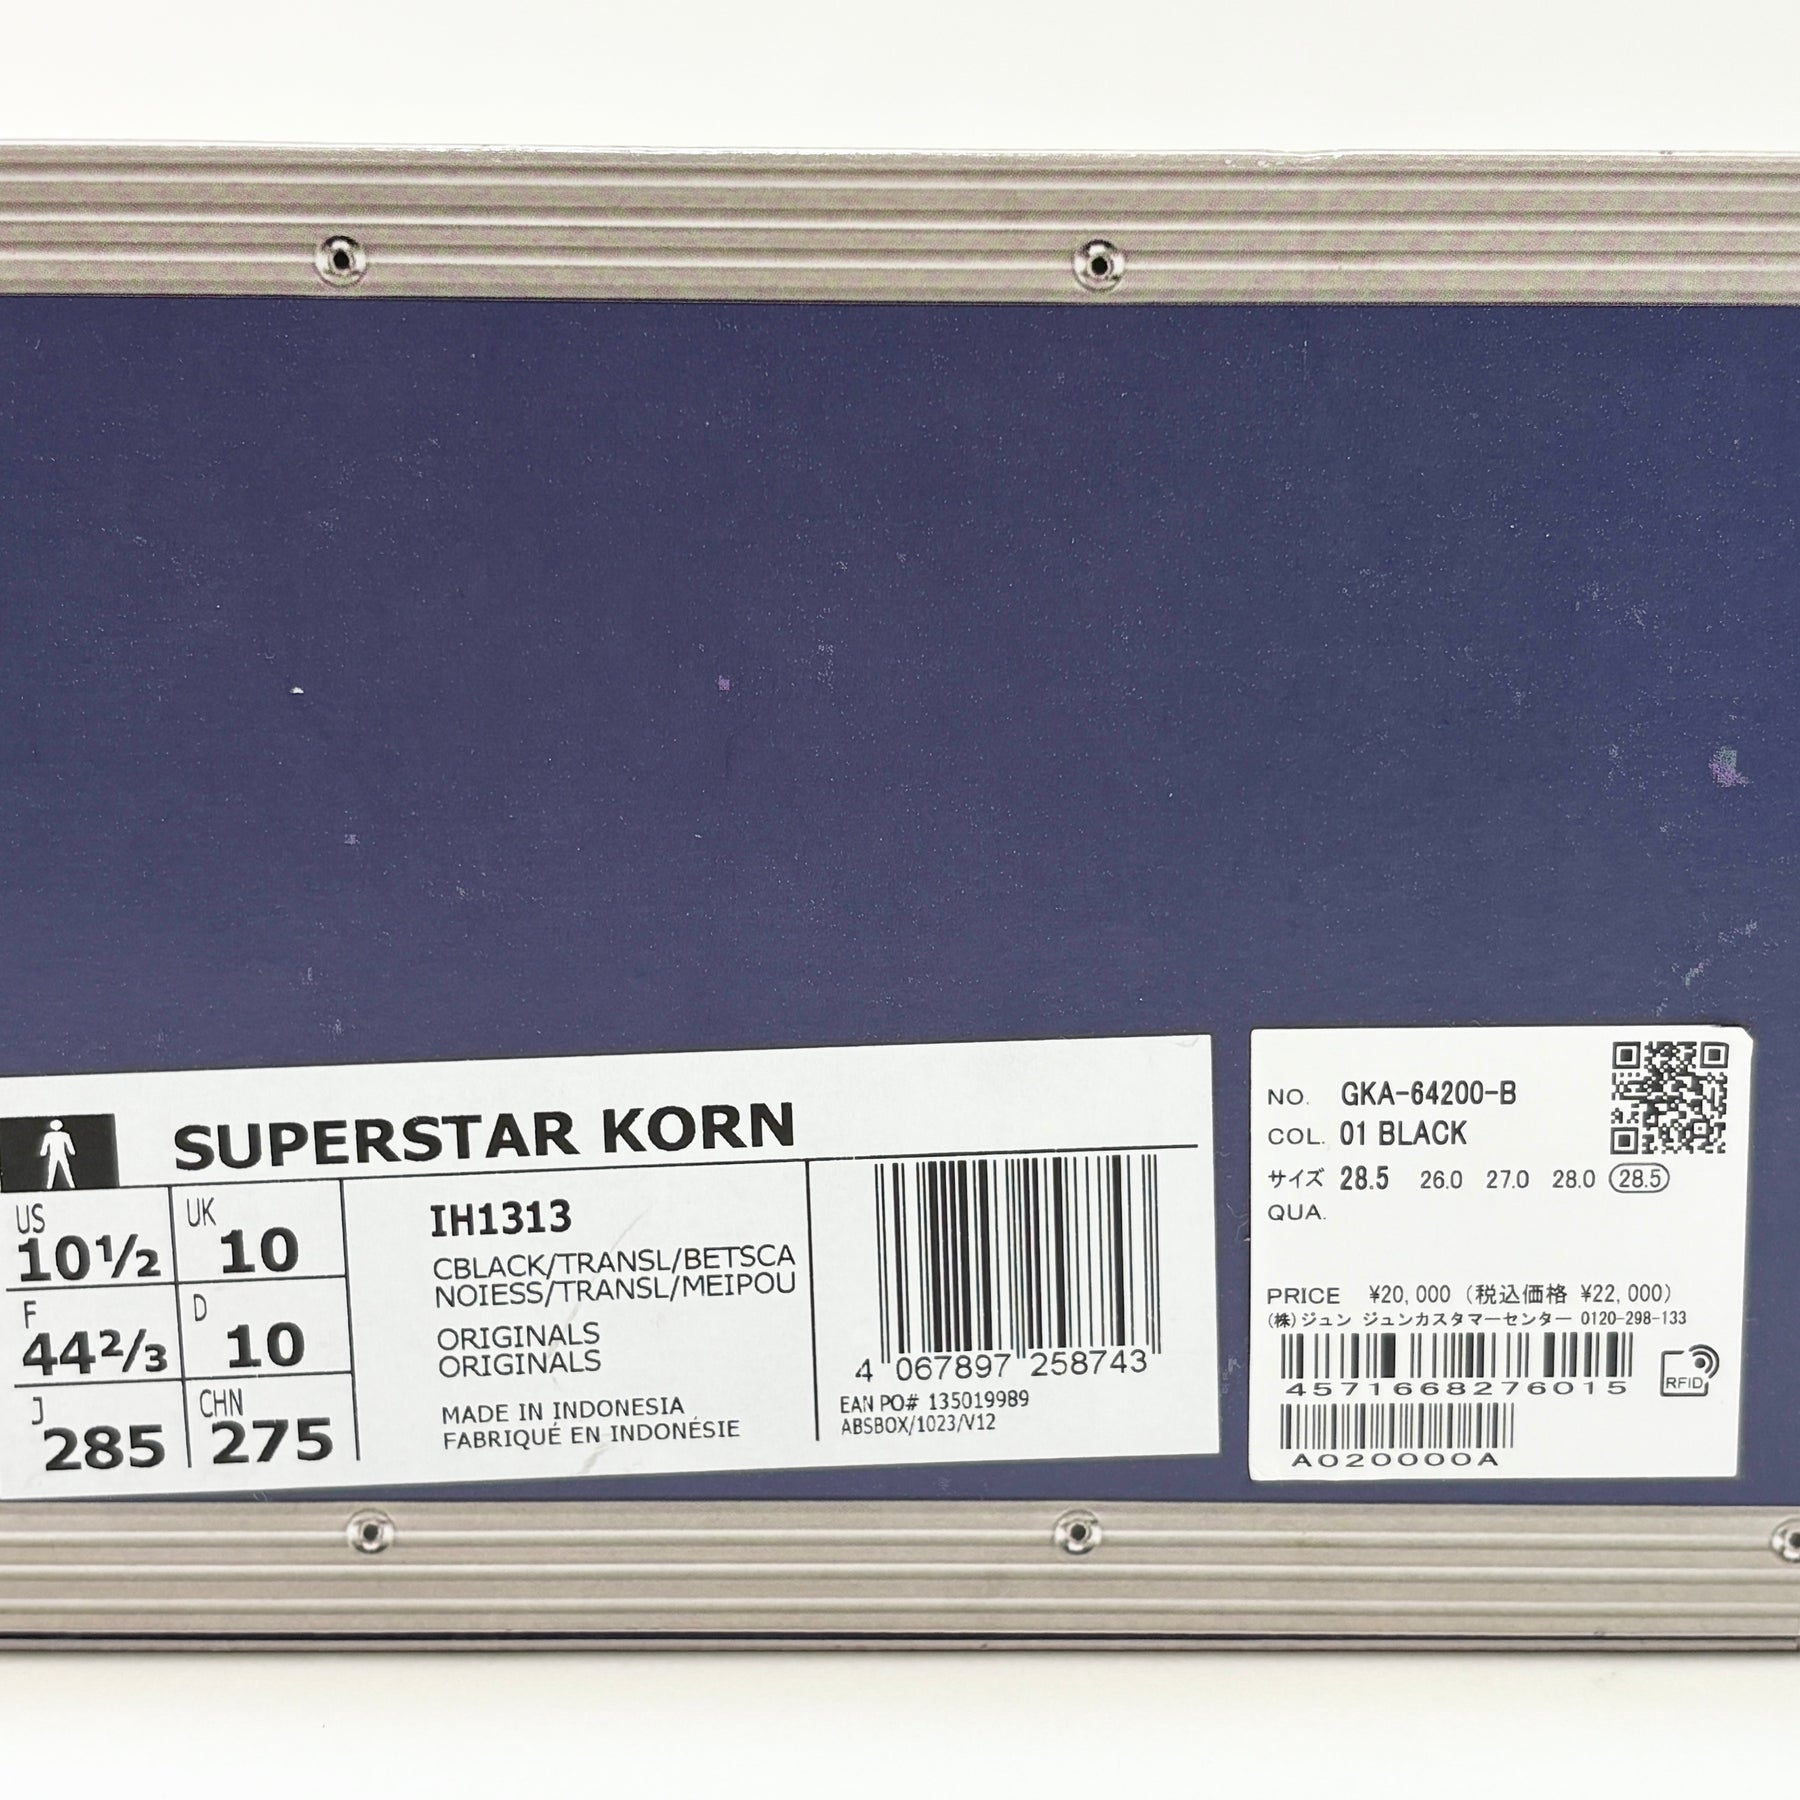 SUPERSTAR KORN
US
10½
UK
10
F
44⅔
D
10
J
285
CHN
275
IH1313
CBLACK/TRANSL/BETSCA
NOIESS/TRANSL/MEIPOU
ORIGINALS
ORIGINALS
MADE IN INDONESIA
FABRIQUÉ EN INDONÉSIE
4 067897 258743
EAN PO# 135019989
ABSBOX/1023/V12
NO. GKA-64200-B
COL. 01 BLACK
サイズ 28.5 26.0 27.0 28.0 28.5
QUA.
PRICE ¥20,000 (税込価格 ¥22,000)
(株)ジュン ジュンカスタマーセンター 0120-298-133
4571668276015
RFID
A020000A